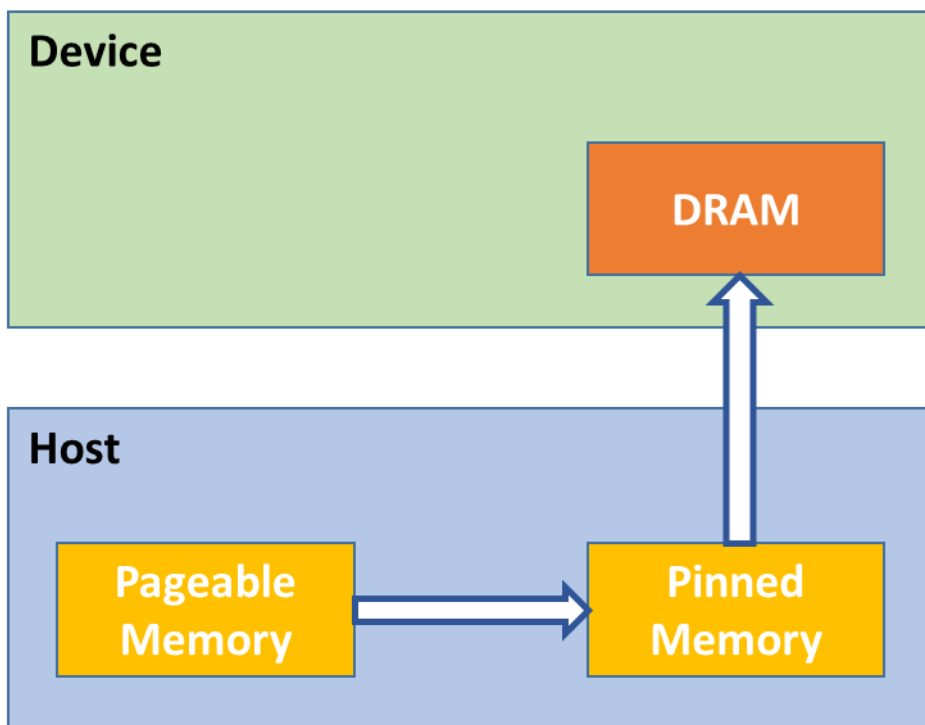 Device
DRAM
Host
Pageable
Memory
Pinned
Memory